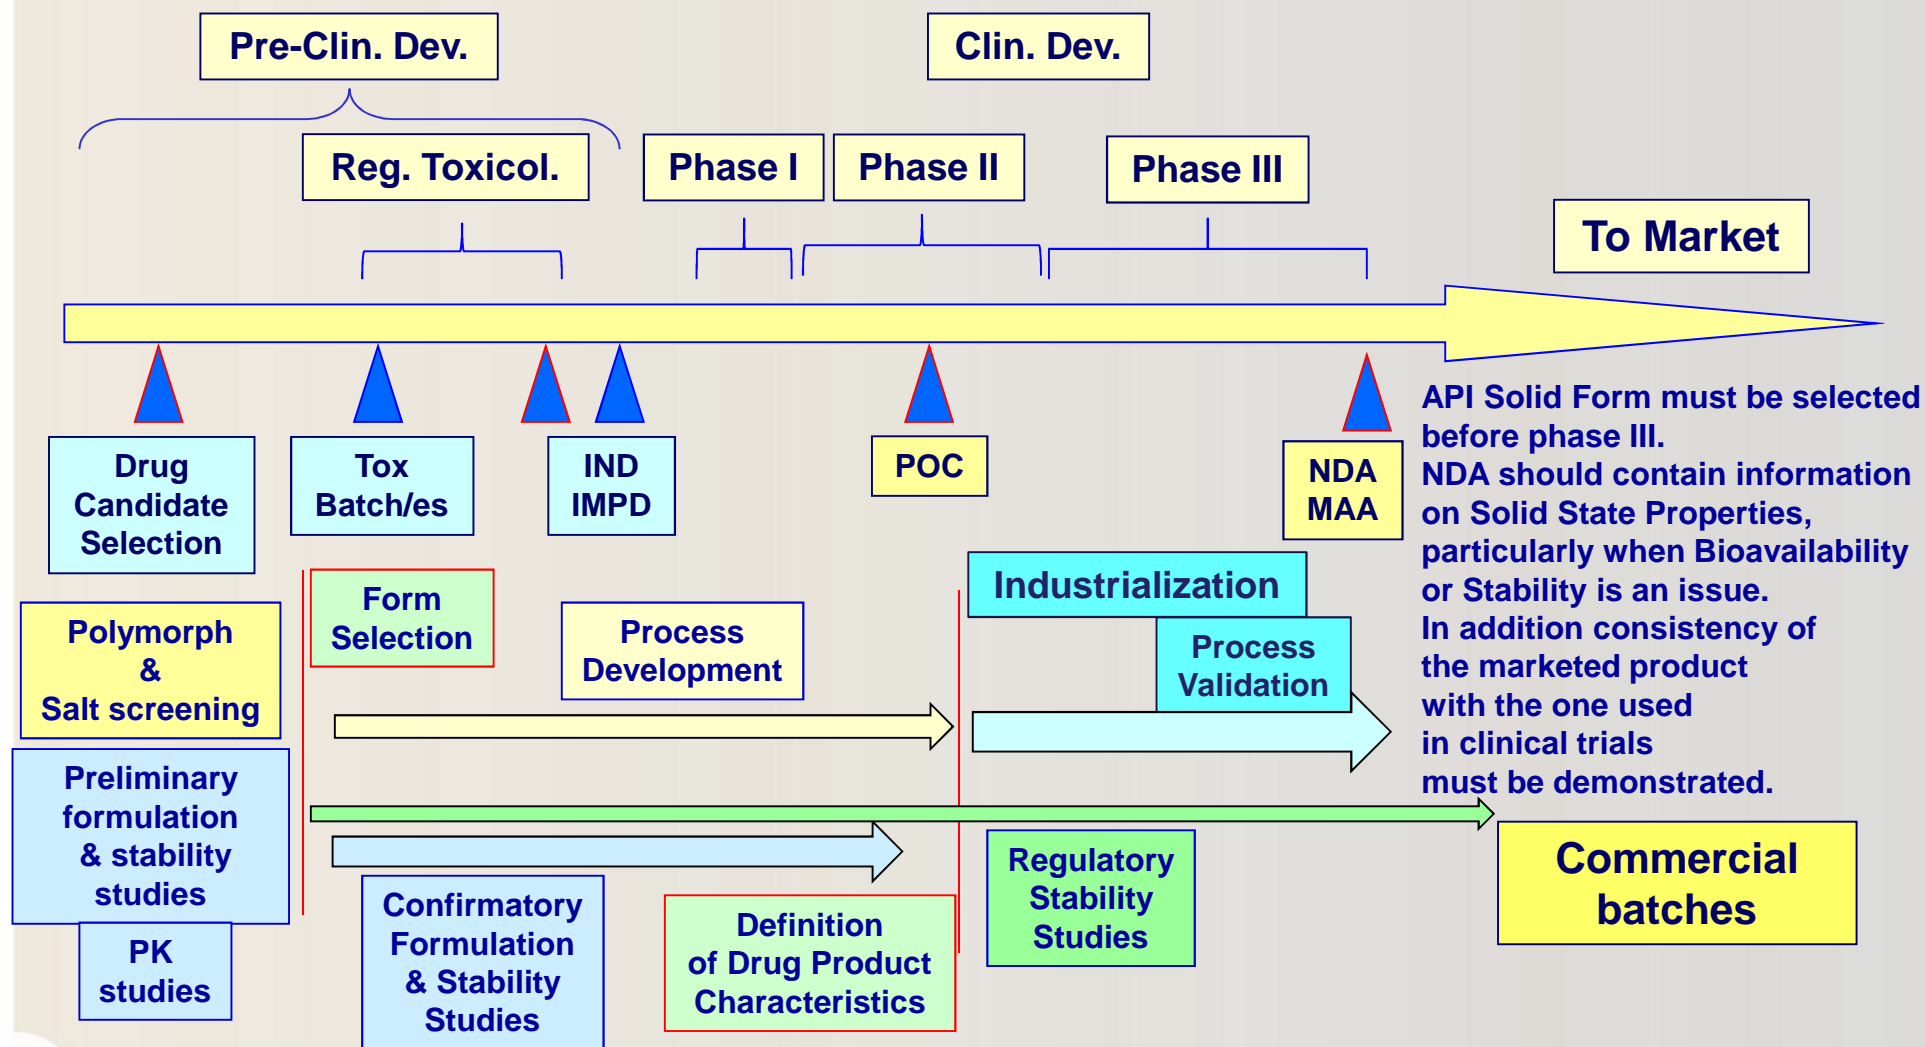 Pre-Clin. Dev.
Clin. Dev.
Reg. Toxicol.
Phase I
Phase II
Phase III
To Market
Drug
Candidate
Selection
Tox
Batch/es
IND
IMPD
POC
NDA
MAA
API Solid Form must be selected
before phase III.
NDA should contain information
on Solid State Properties,
particularly when Bioavailability
or Stability is an issue.
In addition consistency of
the marketed product
with the one used
in clinical trials
must be demonstrated.
Polymorph
&
Salt screening
Form
Selection
Process
Development
Industrialization
Process
Validation
Preliminary
formulation
& stability
studies
PK
studies
Confirmatory
Formulation
& Stability
Studies
Definition
of Drug Product
Characteristics
Regulatory
Stability
Studies
Commercial
batches